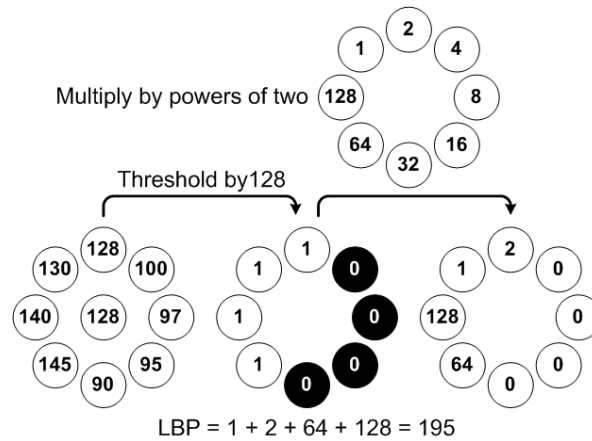 2
1 4
Multiply by powers of two 128 8
64 16
32
Threshold by128
128 1 2
130 100 1 0 1 0
140 128 97 1 0 128 0
145 95 1 0 64 0
90 0 0
LBP = 1 + 2 + 64 + 128 = 195